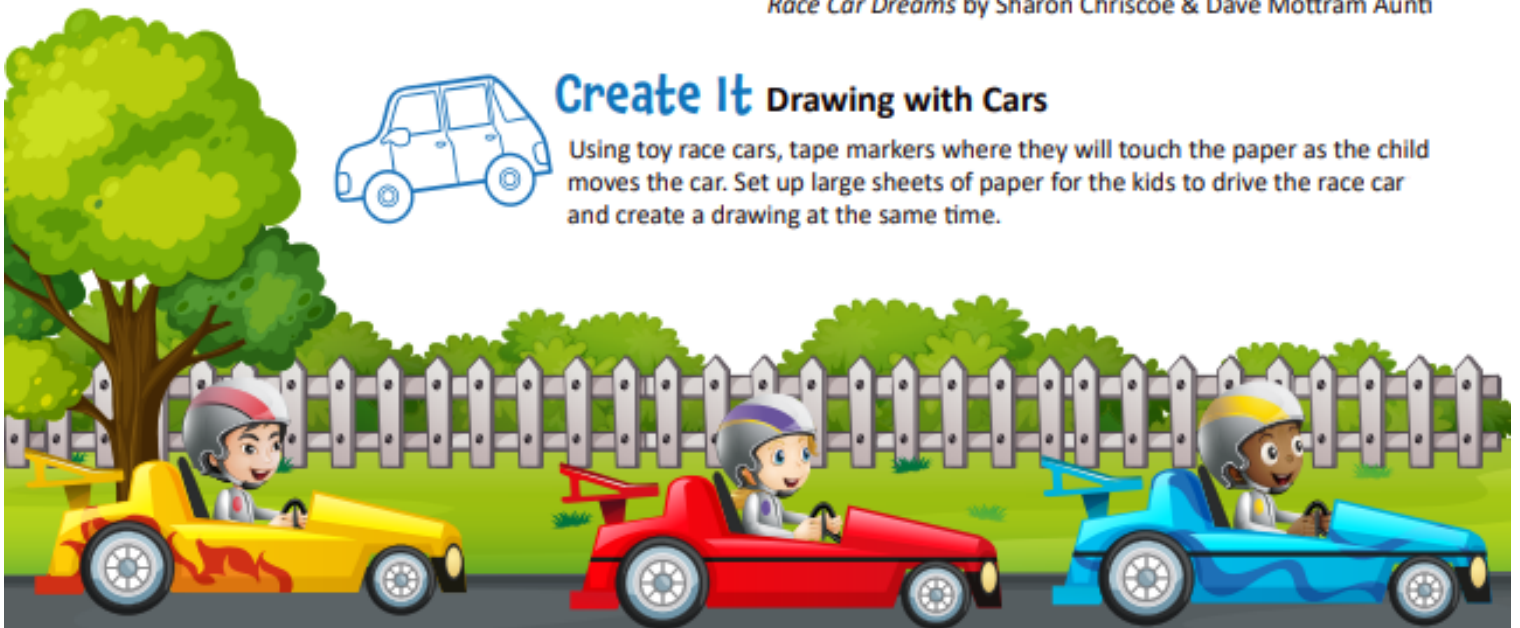 Race Car Dreams by Sharon Chriscoe & Dave Mottram Aunti
Create It Drawing with Cars
Using toy race cars, tape markers where they will touch the paper as the child
moves the car. Set up large sheets of paper for the kids to drive the race car
and create a drawing at the same time.